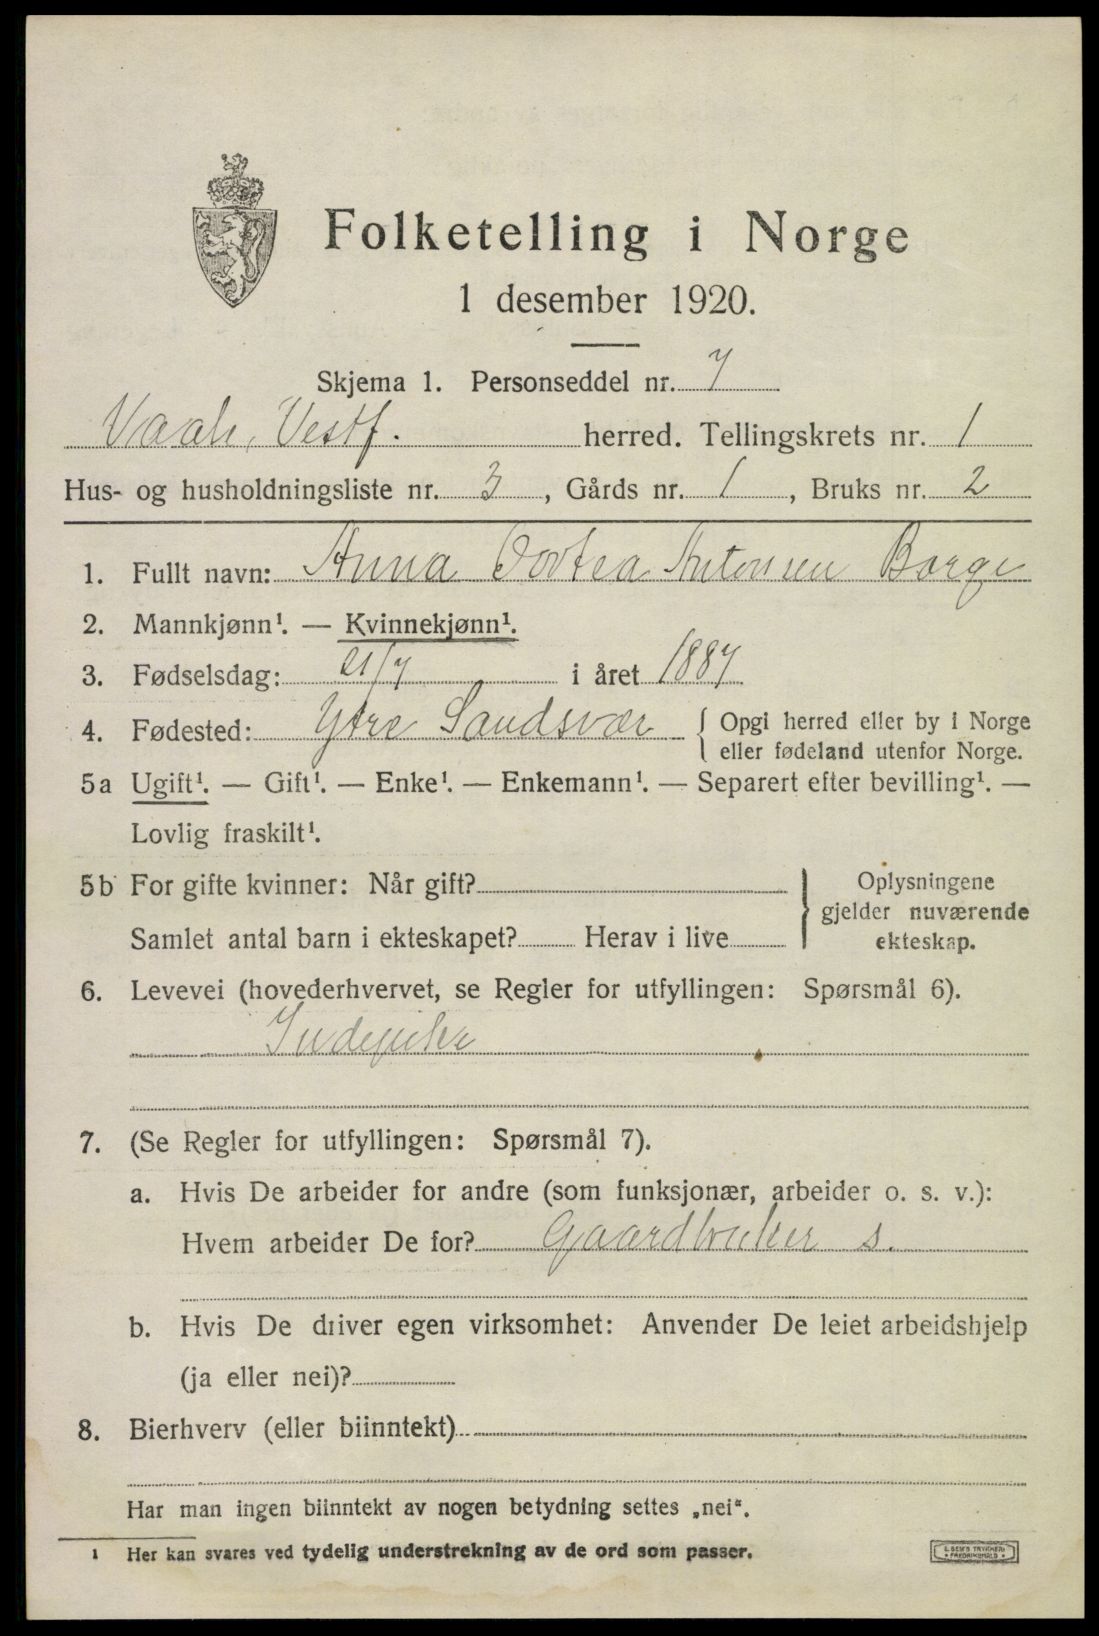 Folketelling i Norge
1 desember 1920.
Skjema 1. Personseddel nr. 7
Vaale, Vestf. herred. Tellingskrets nr. 1
Hus- og husholdningsliste nr. 3, Gårds nr. 1, Bruks nr. 2
1. Fullt navn: Anna Dortea Antonsen Borge
2. Mannkjønn¹. — Kvinnekjønn¹.
3. Fødselsdag: 21/7 i året 1887
4. Fødested: Ytre Sandsvær { Opgi herred eller by i Norge
eller fødeland utenfor Norge.
5a Ugift¹. — Gift¹. — Enke¹. — Enkemann¹. — Separert efter bevilling¹. —
Lovlig fraskilt¹.
5b For gifte kvinner: Når gift?
Samlet antal barn i ekteskapet? Herav i live
} Oplysningene
gjelder nuværende
ekteskap.
6. Levevei (hovederhvervet, se Regler for utfyllingen: Spørsmål 6).
Indepike
7. (Se Regler for utfyllingen: Spørsmål 7).
a. Hvis De arbeider for andre (som funksjonær, arbeider o. s. v.):
Hvem arbeider De for? Gaardbruker s.
b. Hvis De driver egen virksomhet: Anvender De leiet arbeidshjelp
(ja eller nei)?
8. Bierhverv (eller biinntekt)
Har man ingen biinntekt av nogen betydning settes „nei“.
¹ Her kan svares ved tydelig understrekning av de ord som passer.
E. SEM'S TRYKKERI
* FREDRIKSHALD *